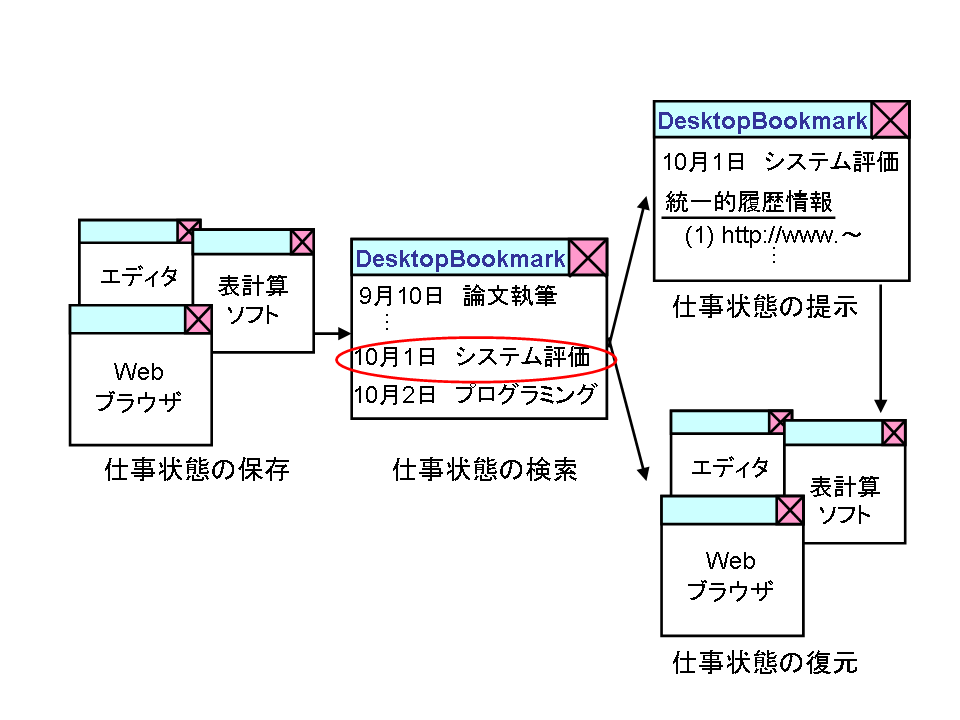 エディタ
表計算
ソフト
Web
ブラウザ
仕事状態の保存
DesktopBookmark
9月10日 論文執筆
⋮
10月1日 システム評価
10月2日 プログラミング
仕事状態の検索
DesktopBookmark
10月1日 システム評価
統一的履歴情報
(1) http://www.～
⋮
仕事状態の提示
エディタ
表計算
ソフト
Web
ブラウザ
仕事状態の復元